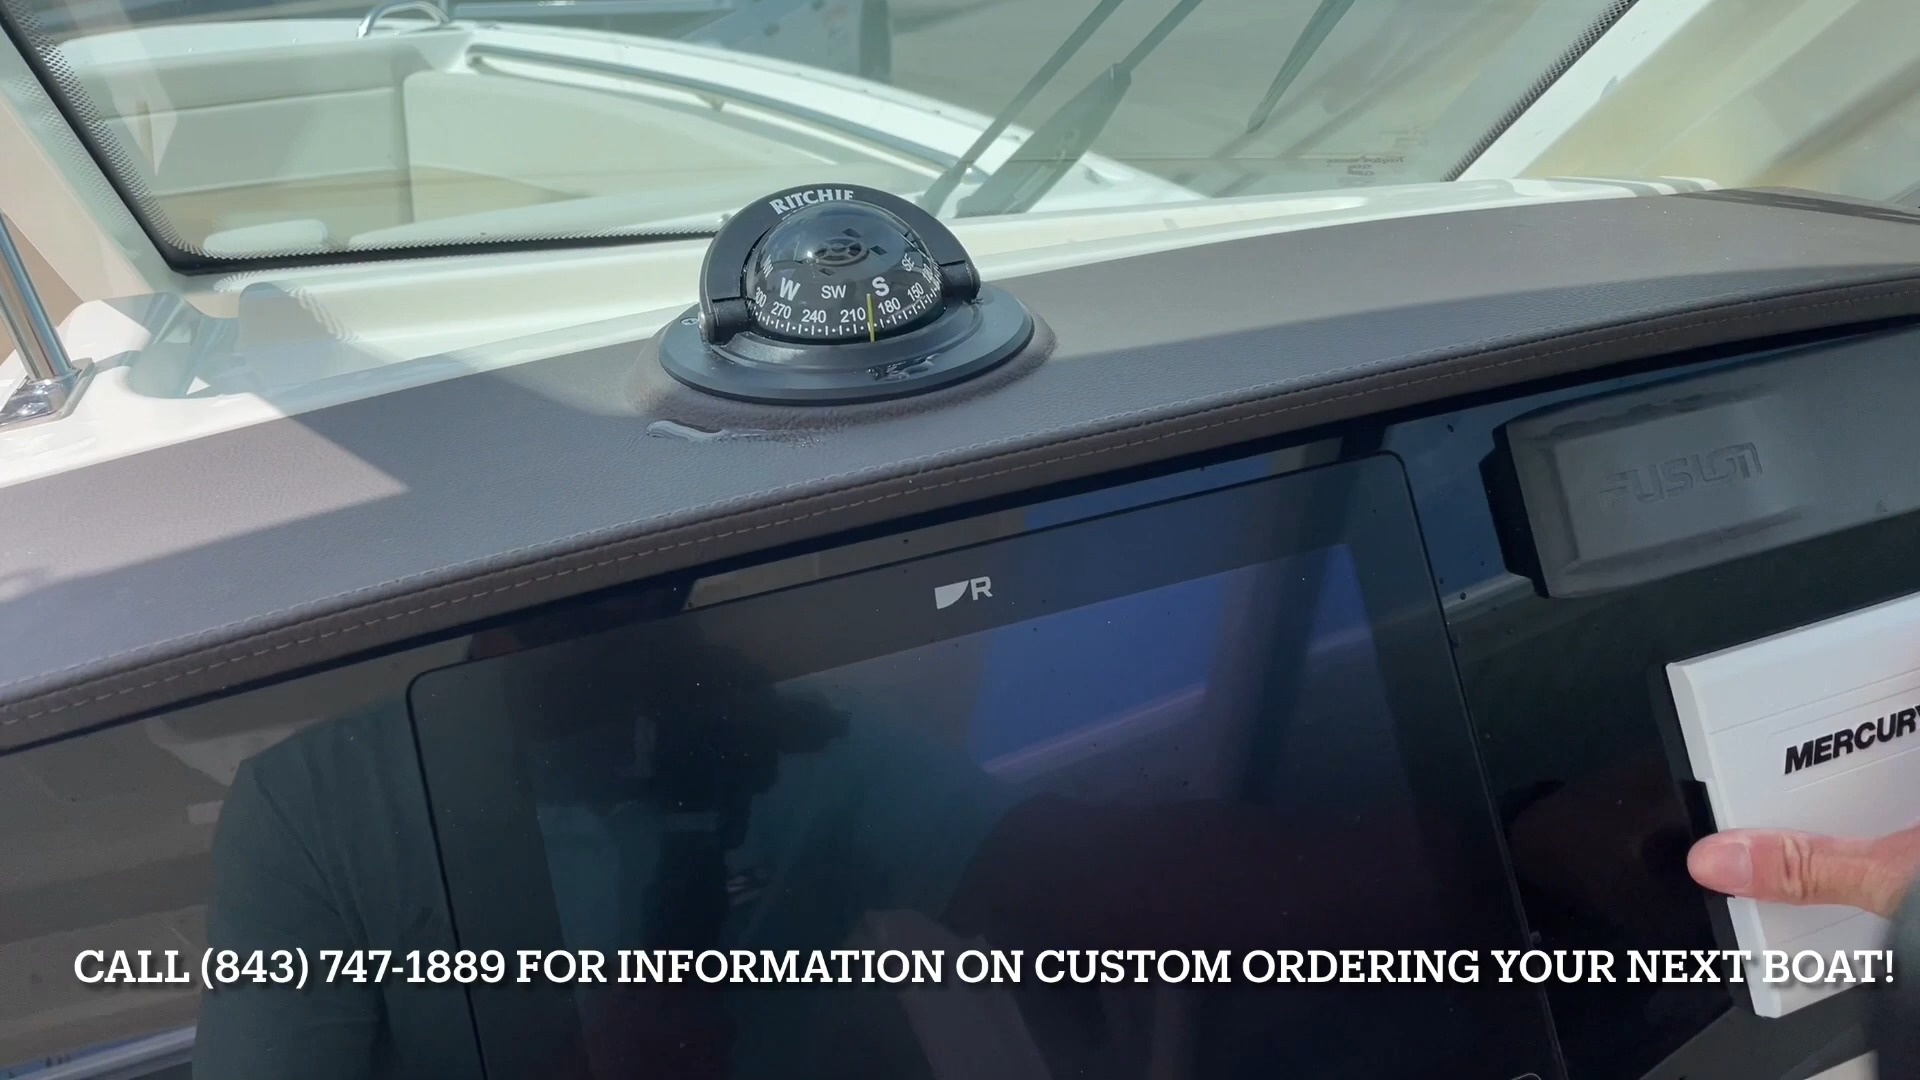 RITCHIE
W SW S SE
300 270 240 210 180 150
R
FUSION
MERCURY
CALL (843) 747-1889 FOR INFORMATION ON CUSTOM ORDERING YOUR NEXT BOAT!